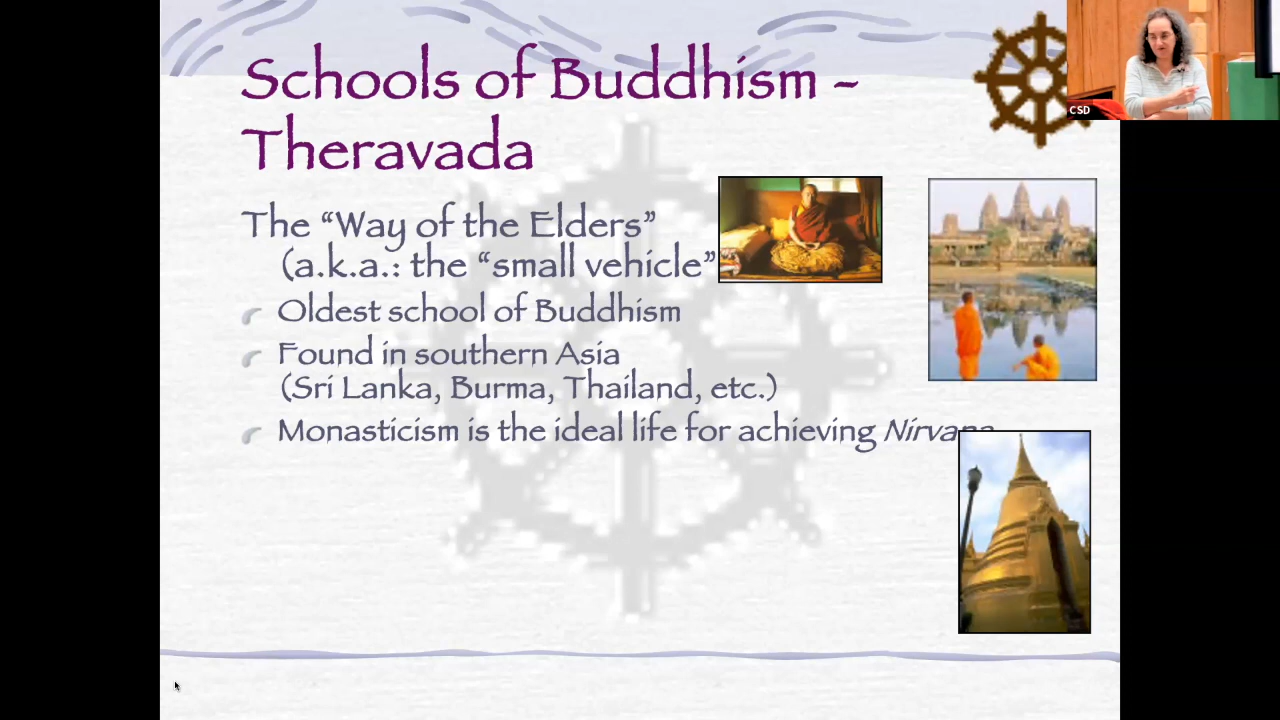 Schools of Buddhism -
Theravada
The “Way of the Elders”
(a.k.a.: the “small vehicle”
Oldest school of Buddhism
Found in southern Asia
(Sri Lanka, Burma, Thailand, etc.)
Monasticism is the ideal life for achieving Nirvana
CSD